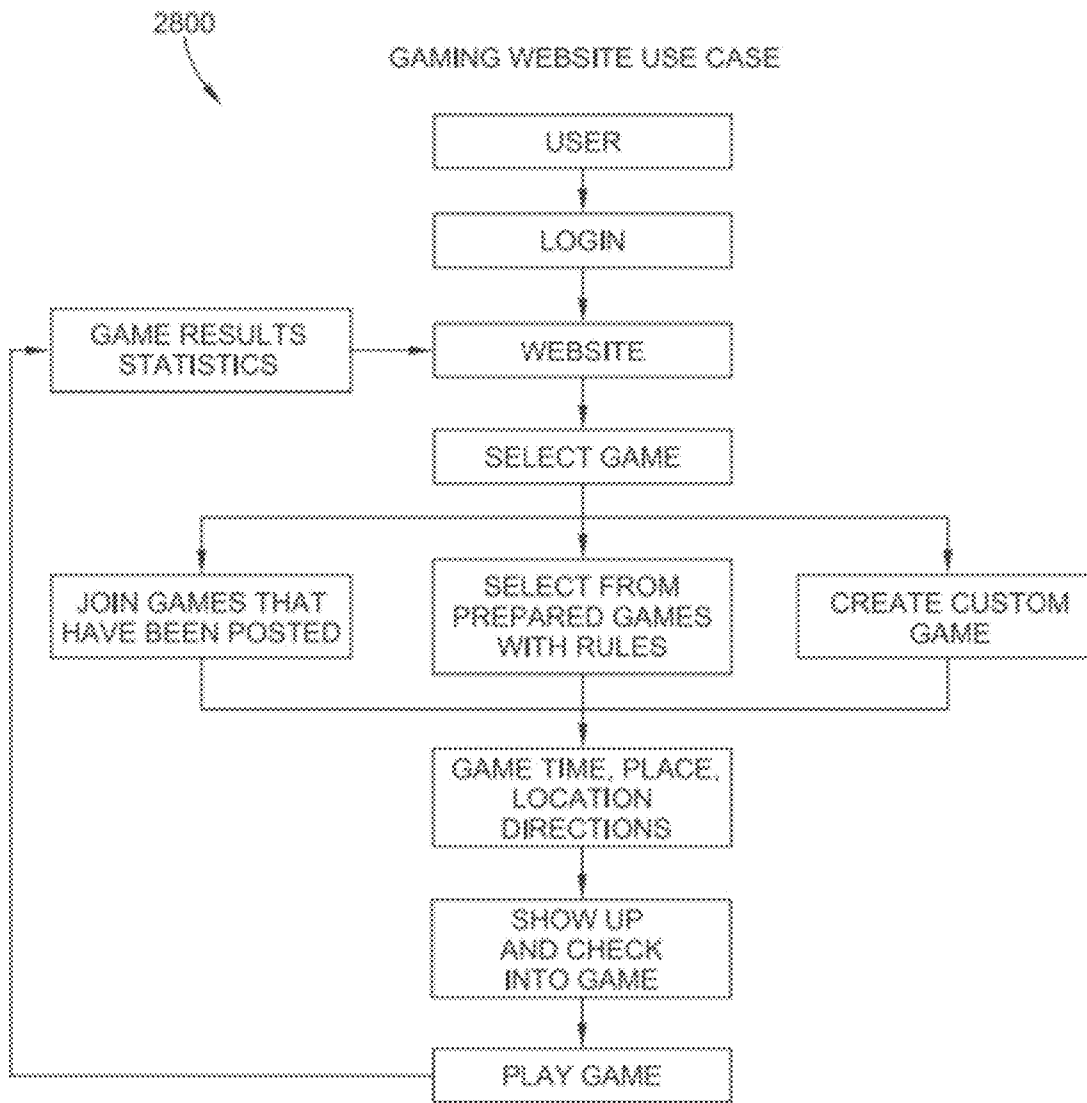 2800
GAMING WEBSITE USE CASE
USER
LOGIN
GAME RESULTS
STATISTICS
WEBSITE
SELECT GAME
JOIN GAMES THAT
HAVE BEEN POSTED
SELECT FROM
PREPARED GAMES
WITH RULES
CREATE CUSTOM
GAME
GAME TIME, PLACE,
LOCATION
DIRECTIONS
SHOW UP
AND CHECK
INTO GAME
PLAY GAME